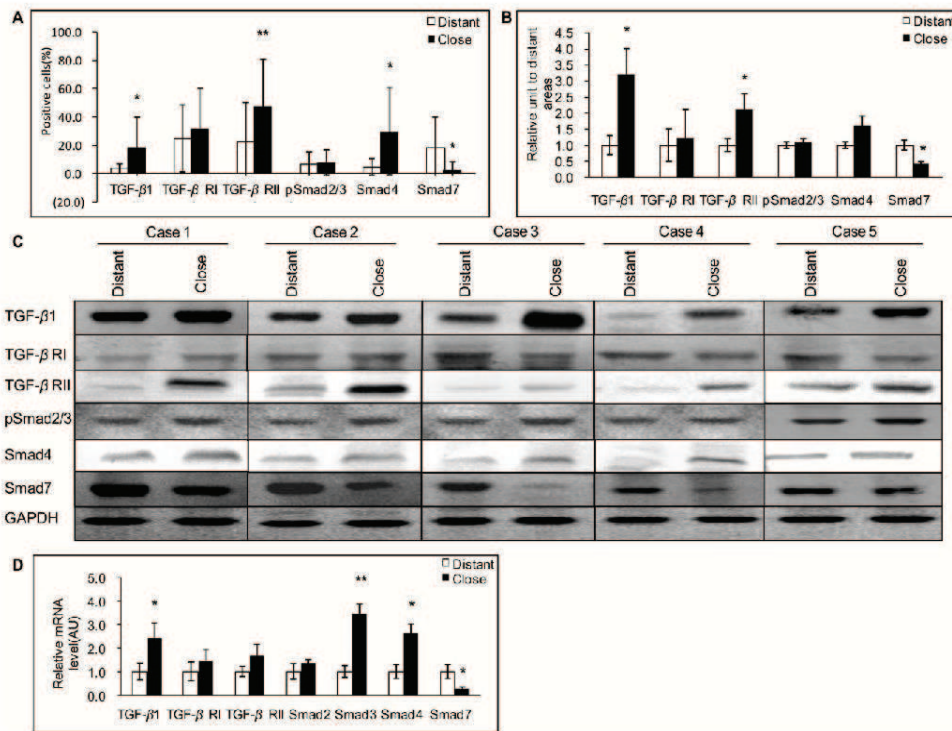 A
Distant
Close
Positive cells(%)
100.0
80.0
60.0
40.0
20.0
0.0
(20.0)
* ** * *
TGF-β1 TGF-β RI TGF-β RII pSmad2/3 Smad4 Smad7
B
Distant
Close
Relative unit to distant
areas
4.5
4.0
3.5
3.0
2.5
2.0
1.5
1.0
0.5
0.0
* * *
TGF-β1 TGF-β RI TGF-β RII pSmad2/3 Smad4 Smad7
C
Case 1 Case 2 Case 3 Case 4 Case 5
Distant Close Distant Close Distant Close Distant Close Distant Close
TGF-β1
TGF-β RI
TGF-β RII
pSmad2/3
Smad4
Smad7
GAPDH
D
Distant
Close
Relative mRNA
level(AU)
5.0
4.0
3.0
2.0
1.0
0.0
* ** * *
TGF-β1 TGF-β RI TGF-β RII Smad2 Smad3 Smad4 Smad7